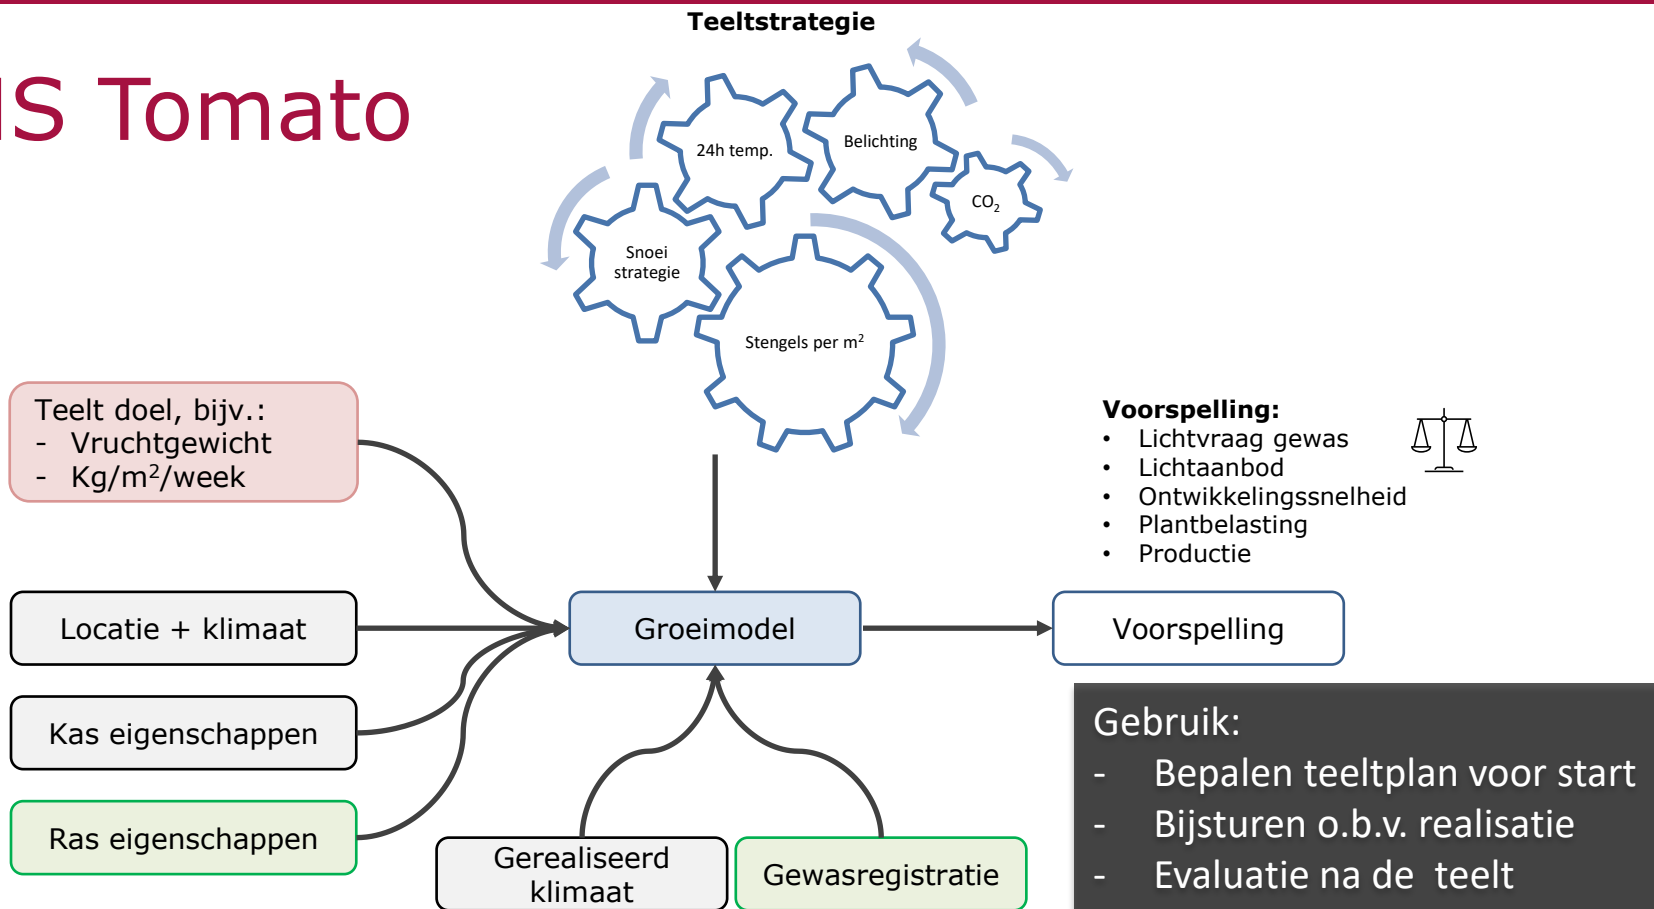 Teeltstrategie
IS Tomato
24h temp.
Belichting
CO₂
Snoei
strategie
Stengels per m²
Teelt doel, bijv.:
- Vruchtgewicht
- Kg/m²/week
Voorspelling:
• Lichtvraag gewas
• Lichtaanbod
• Ontwikkelingssnelheid
• Plantbelasting
• Productie
Locatie + klimaat
Groeimodel
Voorspelling
Kas eigenschappen
Ras eigenschappen
Gerealiseerd
klimaat
Gewasregistratie
Gebruik:
- Bepalen teeltplan voor start
- Bijsturen o.b.v. realisatie
- Evaluatie na de teelt